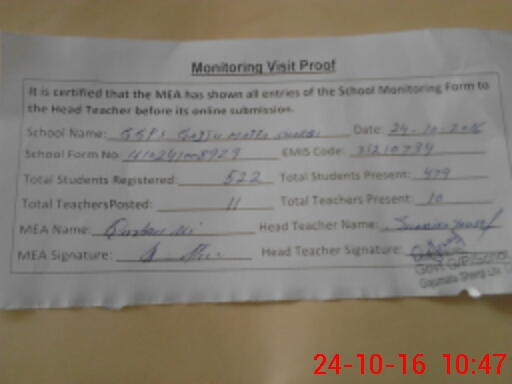 Monitoring Visit Proof
It is certified that the MEA has shown all entries of the School Monitoring Form to
the Head Teacher before its online submission.
School Name: GGPS Date: 24-10-2016
School Form No: EMIS Code:
Total Students Registered: 522 Total Students Present: 479
Total TeachersPosted: 11 Total Teachers Present: 10
MEA Name: Head Teacher Name:
MEA Signature: Head Teacher Signature:
24-10-16 10:47